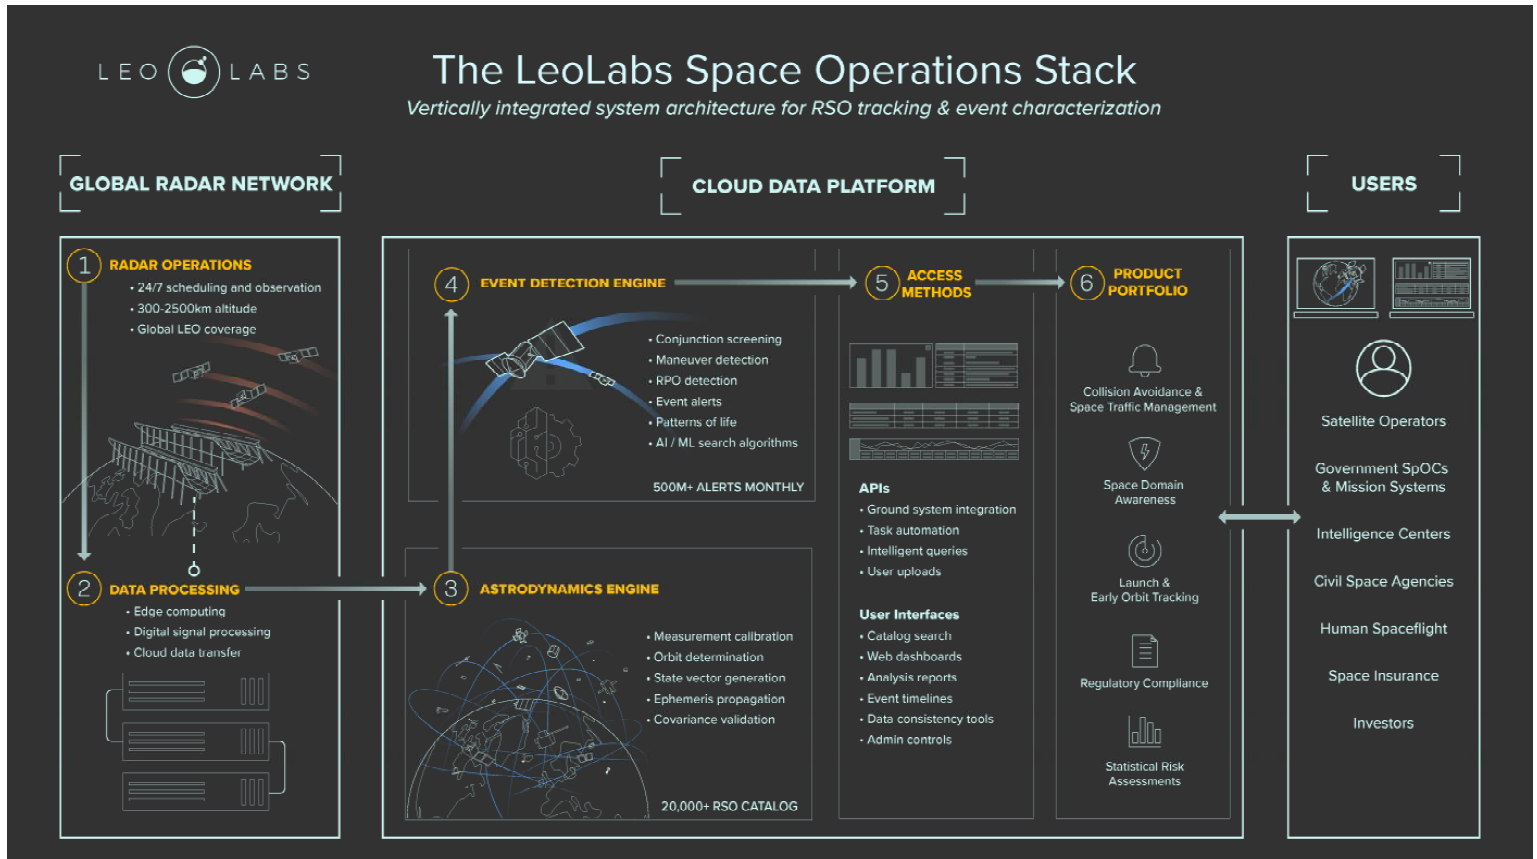 LEO LABS
The LeoLabs Space Operations Stack
Vertically integrated system architecture for RSO tracking & event characterization
GLOBAL RADAR NETWORK
1 RADAR OPERATIONS
• 24/7 scheduling and observation
• 300-2500km altitude
• Global LEO coverage
2 DATA PROCESSING
• Edge computing
• Digital signal processing
• Cloud data transfer
CLOUD DATA PLATFORM
3 ASTRODYNAMICS ENGINE
• Measurement calibration
• Orbit determination
• State vector generation
• Ephemeris propagation
• Covariance validation
20,000+ RSO CATALOG
4 EVENT DETECTION ENGINE
• Conjunction screening
• Maneuver detection
• RPO detection
• Event alerts
• Patterns of life
• AI / ML search algorithms
500M+ ALERTS MONTHLY
5 ACCESS
METHODS
APIs
• Ground system integration
• Task automation
• Intelligent queries
• User uploads
User Interfaces
• Catalog search
• Web dashboards
• Analysis reports
• Event timelines
• Data consistency tools
• Admin controls
6 PRODUCT
PORTFOLIO
Collision Avoidance &
Space Traffic Management
Space Domain
Awareness
Launch &
Early Orbit Tracking
Regulatory Compliance
Statistical Risk
Assessments
USERS
Satellite Operators
Government SpOCs
& Mission Systems
Intelligence Centers
Civil Space Agencies
Human Spaceflight
Space Insurance
Investors